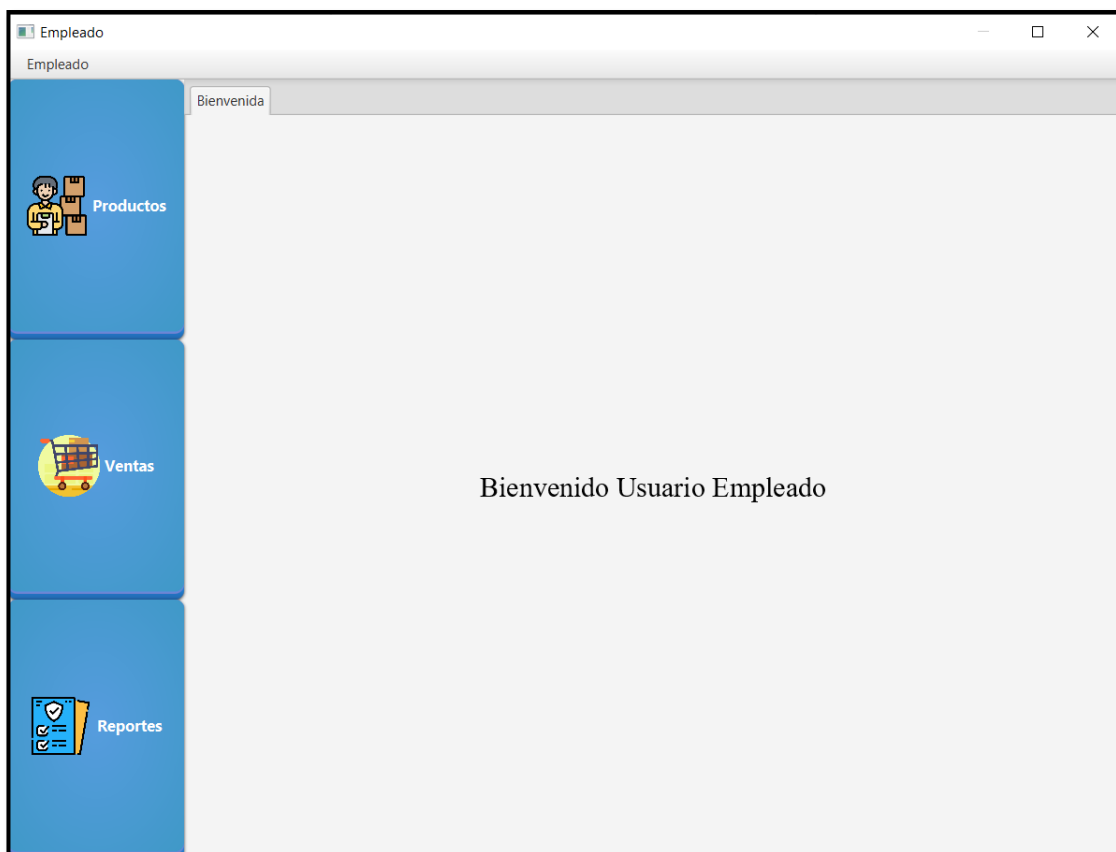 Empleado
Empleado
Bienvenida
Productos
Ventas
Bienvenido Usuario Empleado
Reportes